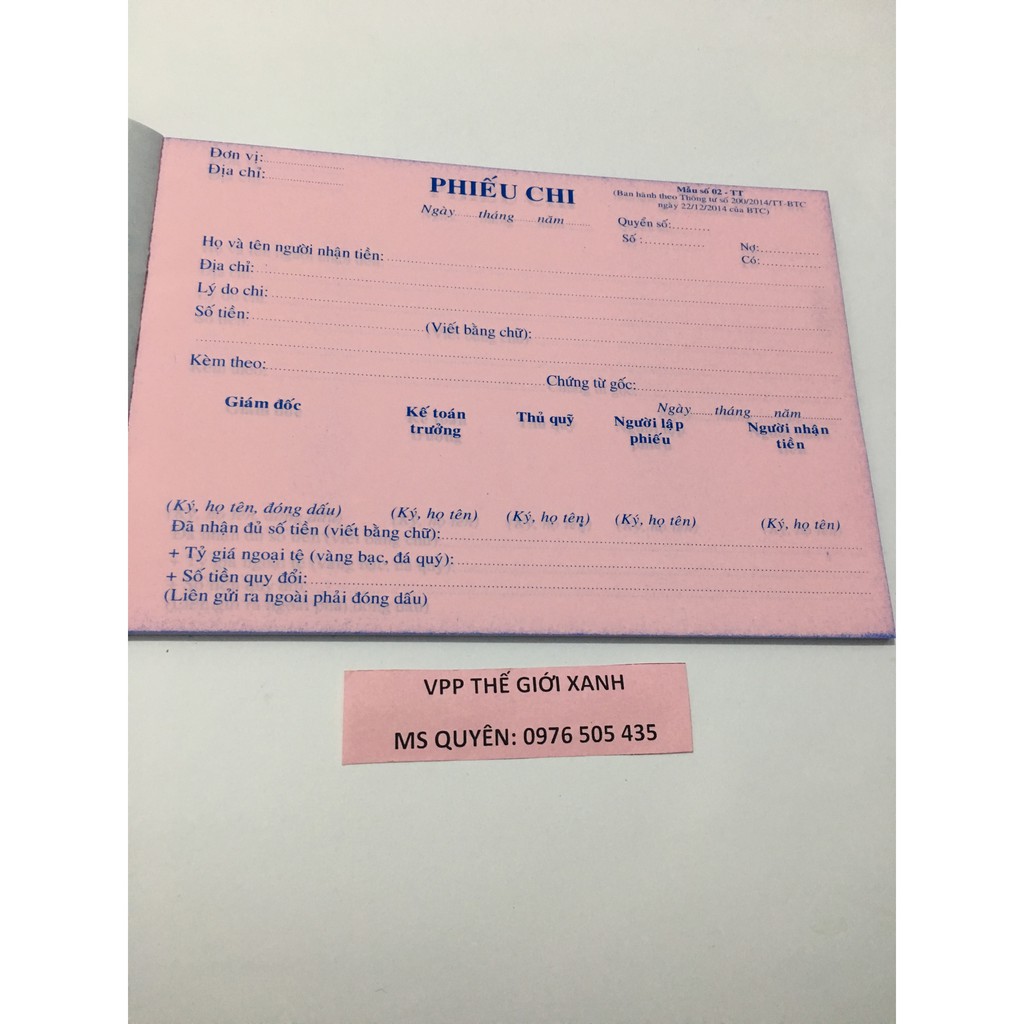 Đơn vị:....................
Địa chỉ:....................
PHIẾU CHI
Ngày.......tháng.......năm..........
Mẫu số 02 - TT
(Ban hành theo Thông tư số 200/2014/TT-BTC
ngày 22/12/2014 của BTC)
Quyển số:.........
Số :...............
Nợ:...............
Có:...............
Họ và tên người nhận tiền:....................
Địa chỉ:....................
Lý do chi:....................
Số tiền:....................(Viết bằng chữ):....................
Kèm theo:....................Chứng từ gốc:....................
Ngày.......tháng.......năm..........
Giám đốc Kế toán trưởng Thủ quỹ Người lập phiếu Người nhận tiền
(Ký, họ tên, đóng dấu) (Ký, họ tên) (Ký, họ tên) (Ký, họ tên) (Ký, họ tên)
Đã nhận đủ số tiền (viết bằng chữ):....................
+ Tỷ giá ngoại tệ (vàng bạc, đá quý):....................
+ Số tiền quy đổi:....................
(Liên gửi ra ngoài phải đóng dấu)
VPP THẾ GIỚI XANH
MS QUYÊN: 0976 505 435